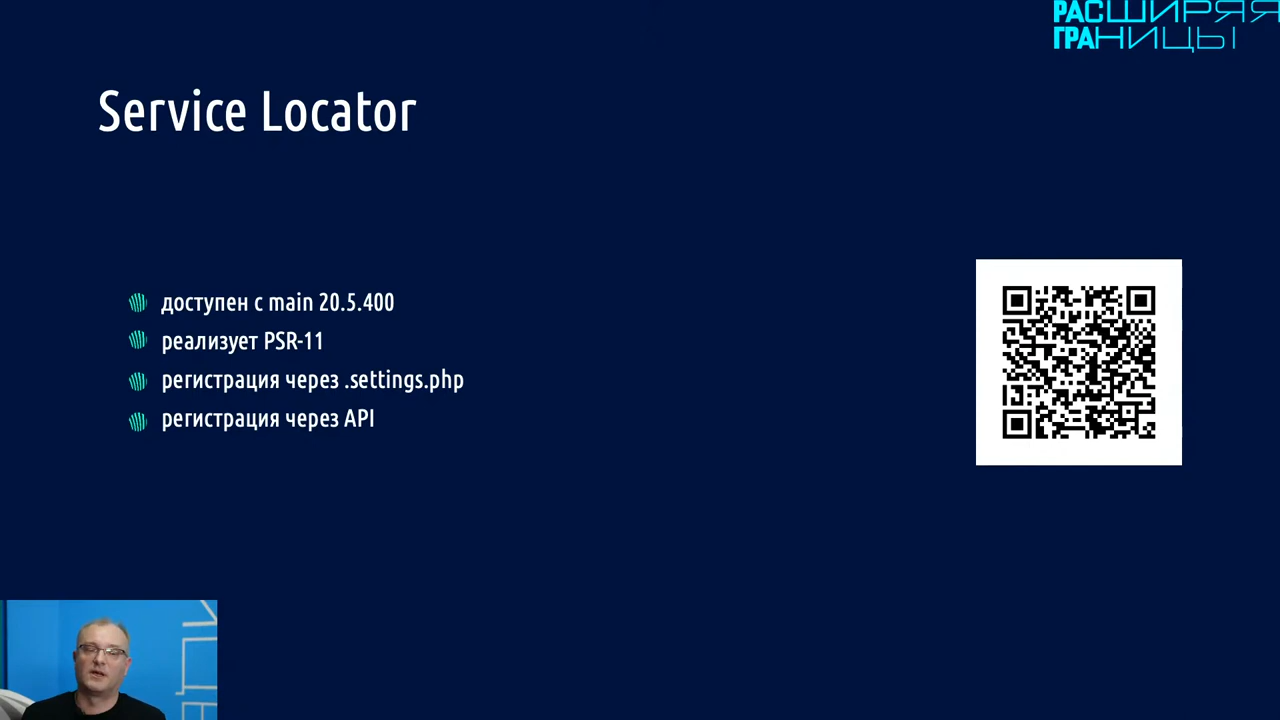 РАСШИРЯЯ
ГРАНИЦЫ
Service Locator
доступен с main 20.5.400
реализует PSR-11
регистрация через .settings.php
регистрация через API